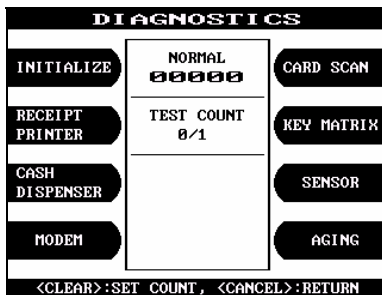 DIAGNOSTICS
INITIALIZE
NORMAL
00000
CARD SCAN
RECEIPT
PRINTER
TEST COUNT
0/1
KEY MATRIX
CASH
DISPENSER
SENSOR
MODEM
AGING
<CLEAR>:SET COUNT, <CANCEL>:RETURN